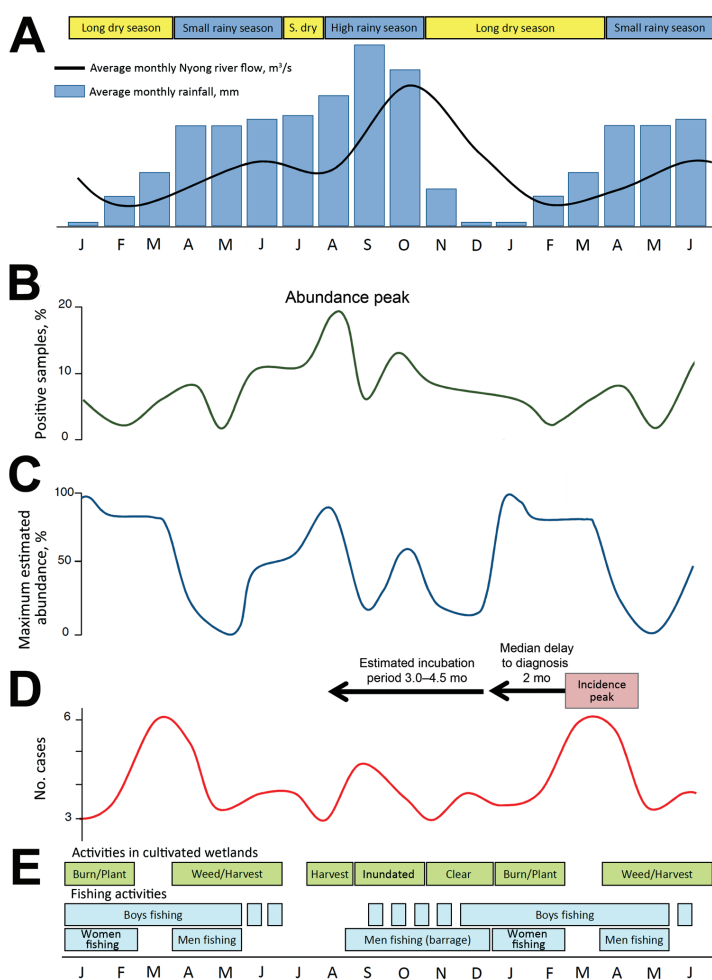 A
Long dry season Small rainy season S. dry High rainy season Long dry season Small rainy season
Average monthly Nyong river flow, m³/s
Average monthly rainfall, mm
J F M A M J J A S O N D J F M A M J
B
Abundance peak
Positive samples, %
20
10
0
C
Maximum estimated
abundance, %
100
50
0
D
Estimated incubation
period 3.0–4.5 mo
Median delay
to diagnosis
2 mo
Incidence
peak
No. cases
6
3
E
Activities in cultivated wetlands
Burn/Plant Weed/Harvest Harvest Inundated Clear Burn/Plant Weed/Harvest
Fishing activities
Boys fishing Boys fishing
Women
fishing
Men fishing Men fishing (barrage)
Women
fishing
Men fishing
J F M A M J J A S O N D J F M A M J